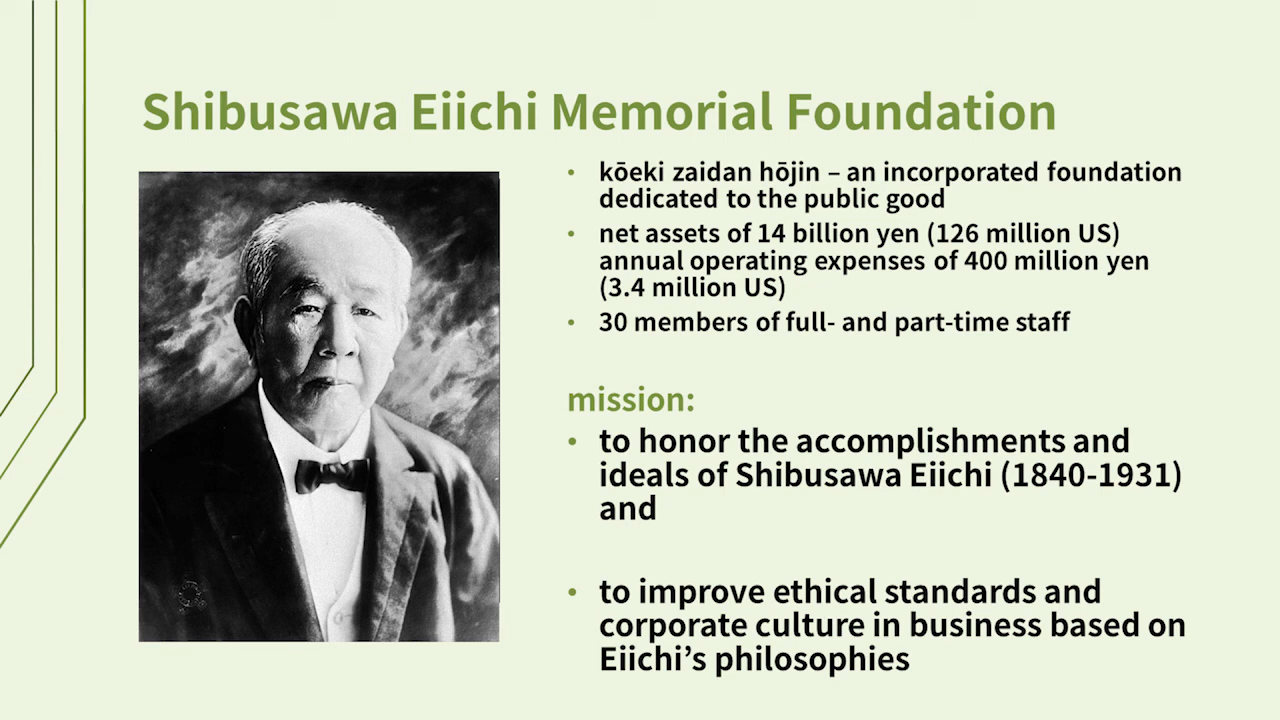 Shibusawa Eiichi Memorial Foundation
• kōeki zaidan hōjin – an incorporated foundation
dedicated to the public good
• net assets of 14 billion yen (126 million US)
annual operating expenses of 400 million yen
(3.4 million US)
• 30 members of full- and part-time staff
mission:
• to honor the accomplishments and
ideals of Shibusawa Eiichi (1840-1931)
and
• to improve ethical standards and
corporate culture in business based on
Eiichi’s philosophies